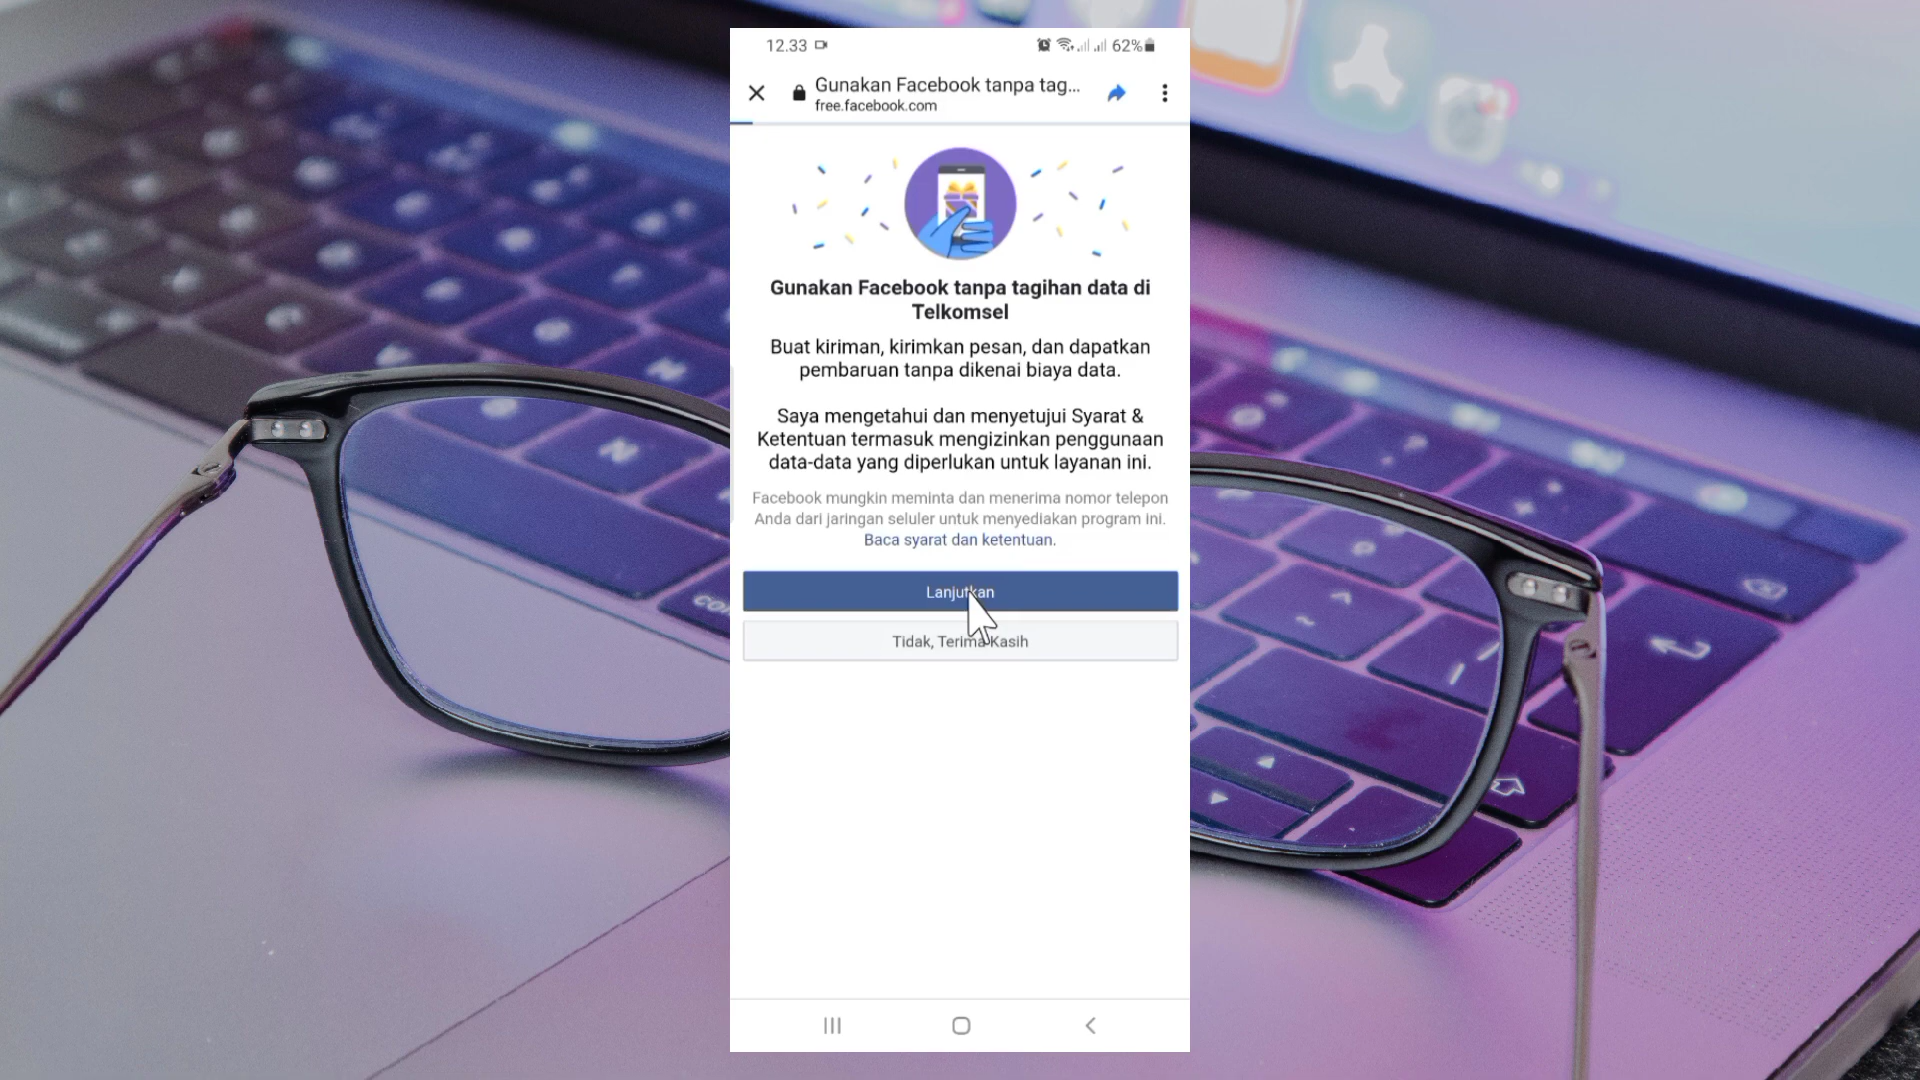 12.33
62%
Gunakan Facebook tanpa tag...
free.facebook.com
Gunakan Facebook tanpa tagihan data di
Telkomsel
Buat kiriman, kirimkan pesan, dan dapatkan
pembaruan tanpa dikenai biaya data.
Saya mengetahui dan menyetujui Syarat &
Ketentuan termasuk mengizinkan penggunaan
data-data yang diperlukan untuk layanan ini.
Facebook mungkin meminta dan menerima nomor telepon
Anda dari jaringan seluler untuk menyediakan program ini.
Baca syarat dan ketentuan.
Lanjutkan
Tidak, Terima Kasih